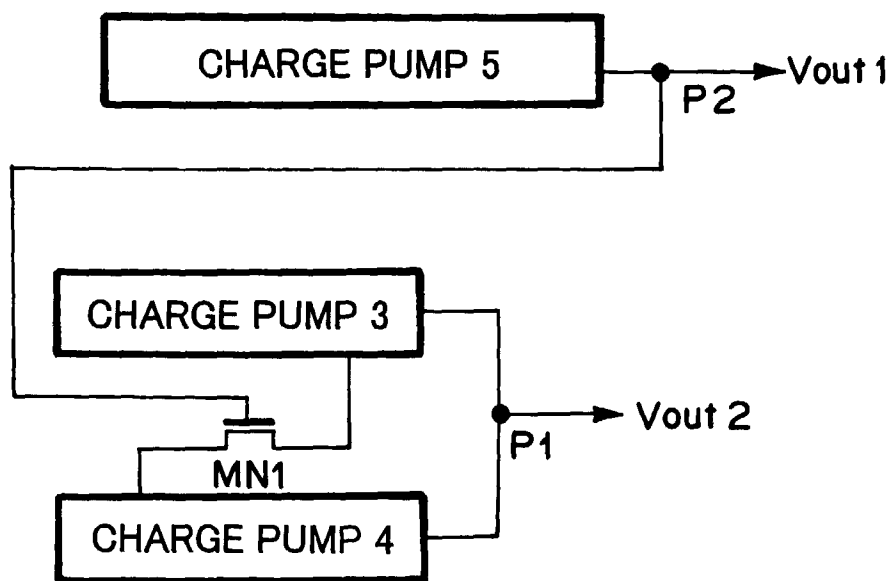 CHARGE PUMP 5
Vout 1
P2
CHARGE PUMP 3
Vout 2
P1
MN1
CHARGE PUMP 4